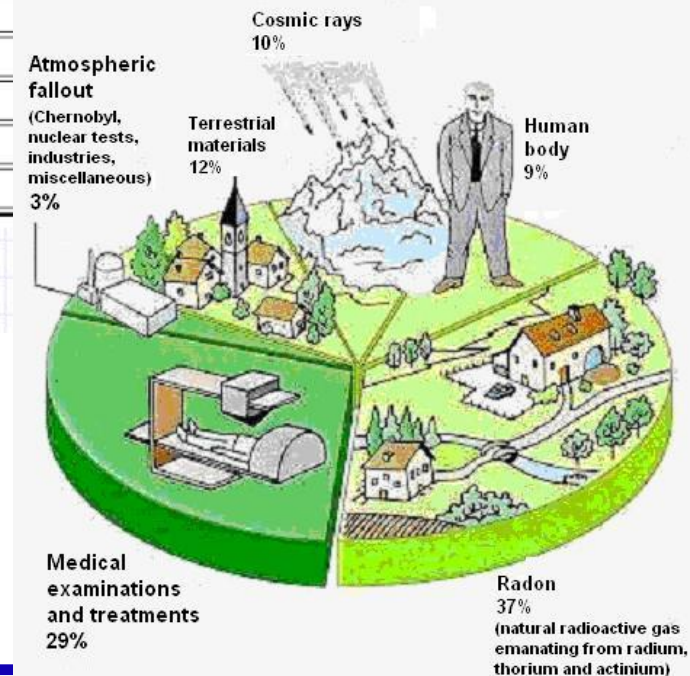 Cosmic rays
10%
Atmospheric
fallout
(Chernobyl,
nuclear tests,
industries,
miscellaneous)
3%
Terrestrial
materials
12%
Human
body
9%
Medical
examinations
and treatments
29%
Radon
37%
(natural radioactive gas
emanating from radium,
thorium and actinium)